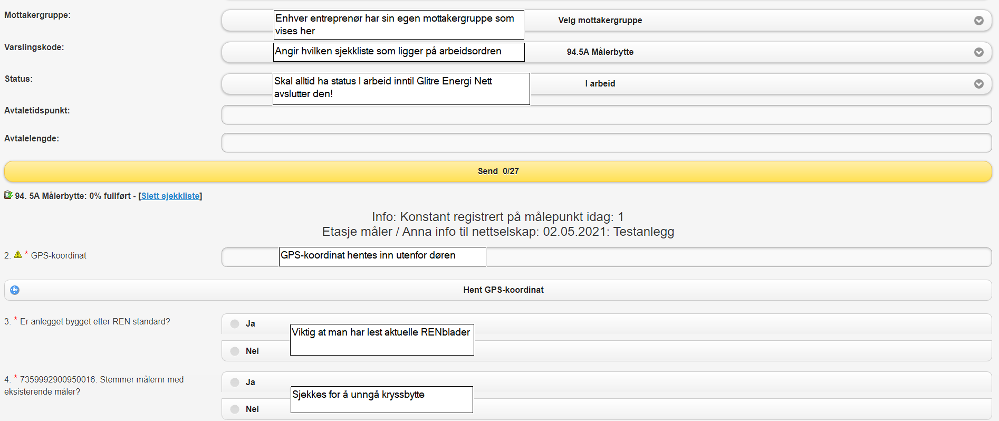 Mottakergruppe:
Enhver entreprenør har sin egen mottakergruppe som
vises her
Velg mottakergruppe
Varslingskode:
Angir hvilken sjekkliste som ligger på arbeidsordren
94.5A Målerbytte
Status:
Skal alltid ha status I arbeid inntil Glitre Energi Nett
avslutter den!
I arbeid
Avtaletidspunkt:
Avtalelengde:
Send 0/27
94. 5A Målerbytte: 0% fullført - [Slett sjekkliste]
Info: Konstant registrert på målepunkt idag: 1
Etasje måler / Anna info til nettselskap: 02.05.2021: Testanlegg
2. * GPS-koordinat
GPS-koordinat hentes inn utenfor døren
Hent GPS-koordinat
3. * Er anlegget bygget etter REN standard?
Ja
Viktig at man har lest aktuelle RENblader
Nei
4. * 7359992900950016. Stemmer målernr med
eksisterende måler?
Ja
Sjekkes for å unngå kryssbytte
Nei